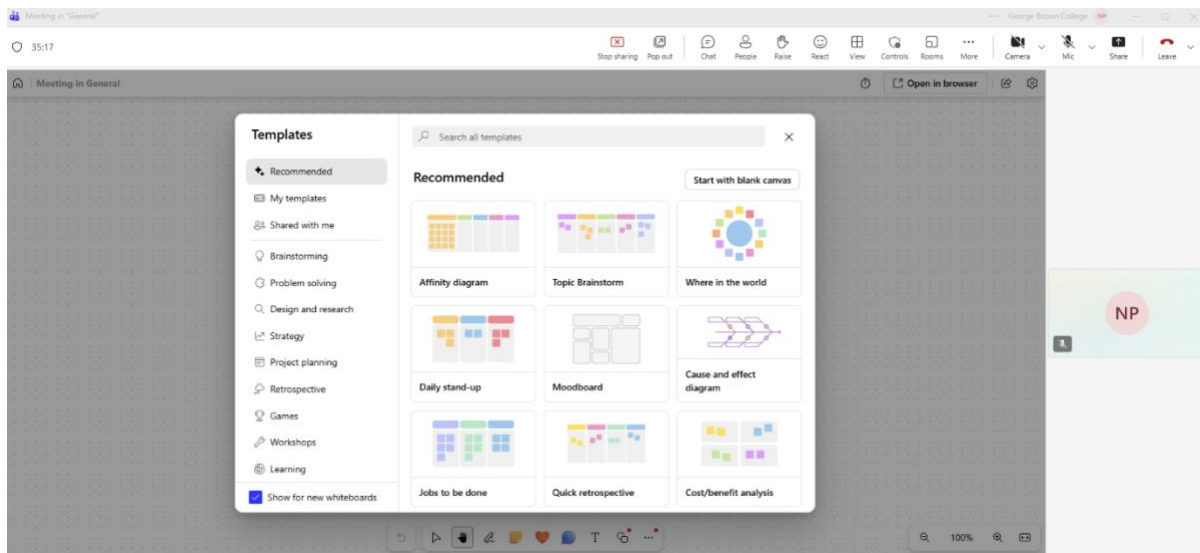 Meeting in "General"
George Brown College NP
35:17
Stop sharing Pop out Chat People Raise React View Controls Rooms More Camera Mic Share Leave
Meeting in General
Open in browser
Templates
Search all templates
Recommended
My templates
Shared with me
Brainstorming
Problem solving
Design and research
Strategy
Project planning
Retrospective
Games
Workshops
Learning
Show for new whiteboards
Recommended
Start with blank canvas
Affinity diagram
Topic Brainstorm
Where in the world
Daily stand-up
Moodboard
Cause and effect
diagram
Jobs to be done
Quick retrospective
Cost/benefit analysis
NP
T
100%